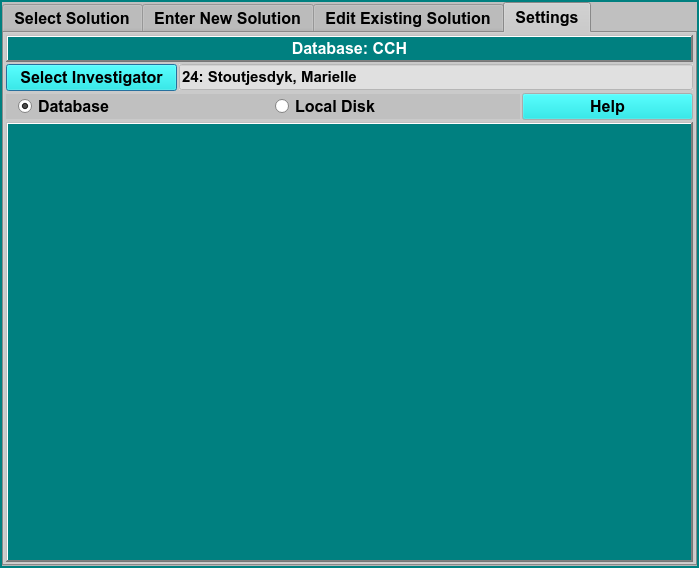 Select Solution Enter New Solution Edit Existing Solution Settings
Database: CCH
Select Investigator 24: Stoutjesdyk, Marielle
Database Local Disk Help